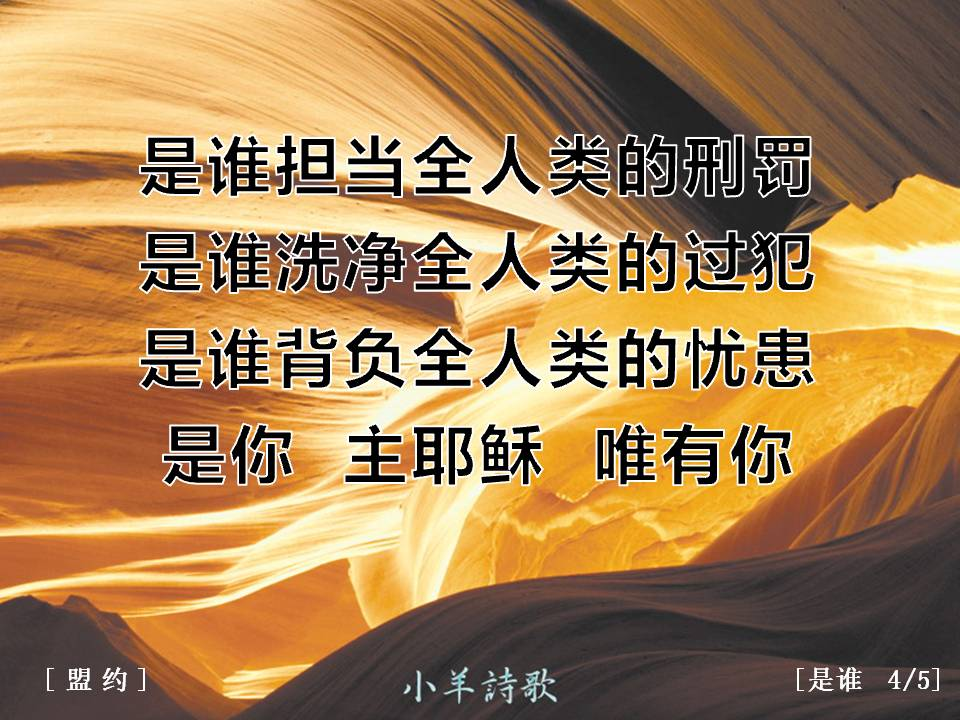 是谁担当全人类的刑罚
是谁洗净全人类的过犯
是谁背负全人类的忧患
是你 主耶稣 唯有你
[ 盟 约 ]
小羊詩歌
[是谁 4/5]